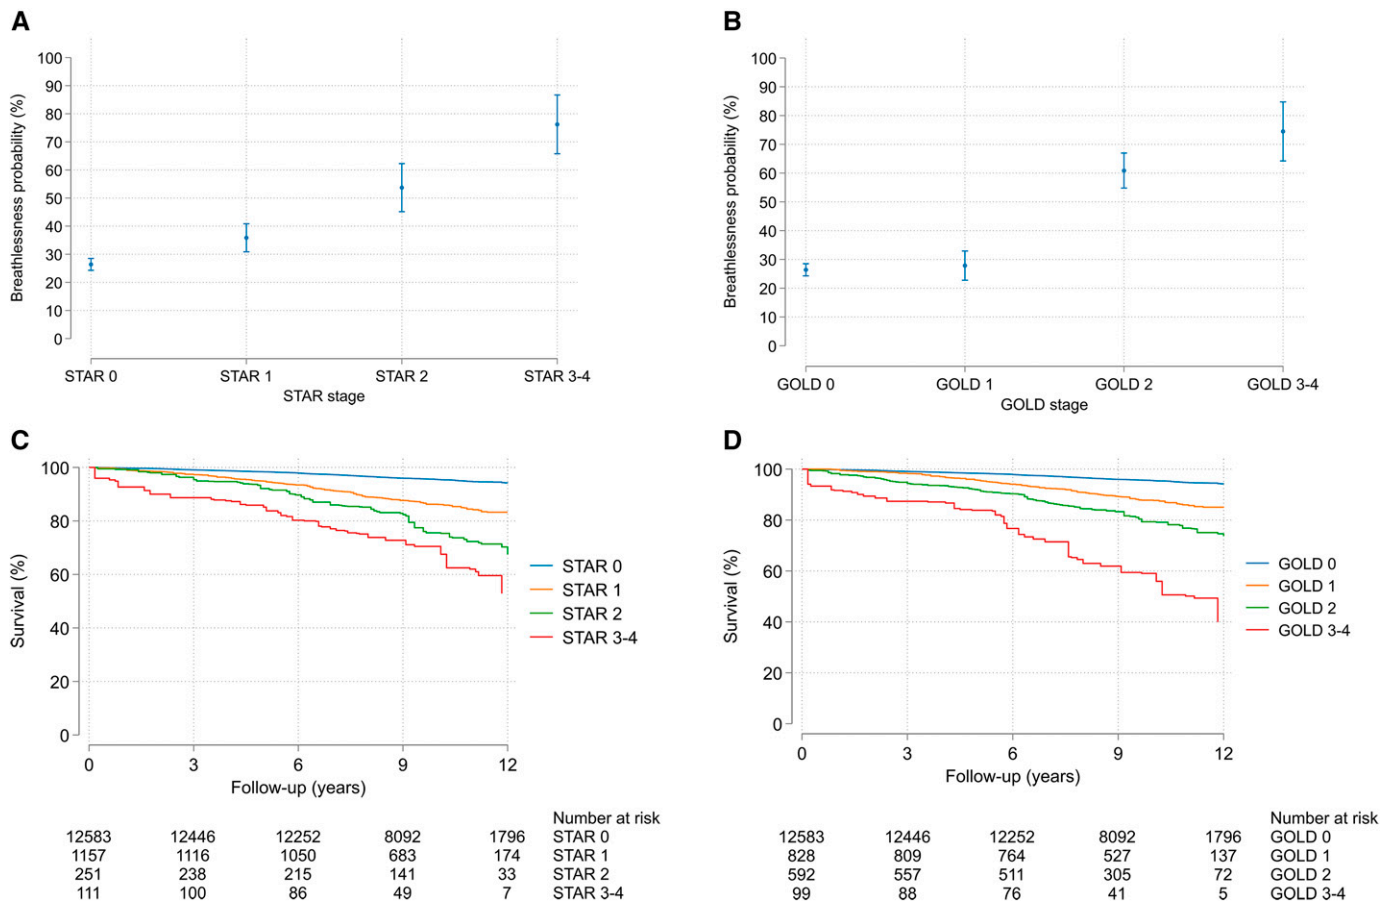 A
Breathlessness probability (%)
100
90
80
70
60
50
40
30
20
10
0
STAR 0 STAR 1 STAR 2 STAR 3-4
STAR stage
B
Breathlessness probability (%)
100
90
80
70
60
50
40
30
20
10
0
GOLD 0 GOLD 1 GOLD 2 GOLD 3-4
GOLD stage
C
Survival (%)
100
80
60
40
20
0
0 3 6 9 12
Follow-up (years)
STAR 0
STAR 1
STAR 2
STAR 3-4
Number at risk
12583 12446 12252 8092 1796 STAR 0
1157 1116 1050 683 174 STAR 1
251 238 215 141 33 STAR 2
111 100 86 49 7 STAR 3-4
D
Survival (%)
100
80
60
40
20
0
0 3 6 9 12
Follow-up (years)
GOLD 0
GOLD 1
GOLD 2
GOLD 3-4
Number at risk
12583 12446 12252 8092 1796 GOLD 0
828 809 764 527 137 GOLD 1
592 557 511 305 72 GOLD 2
99 88 76 41 5 GOLD 3-4